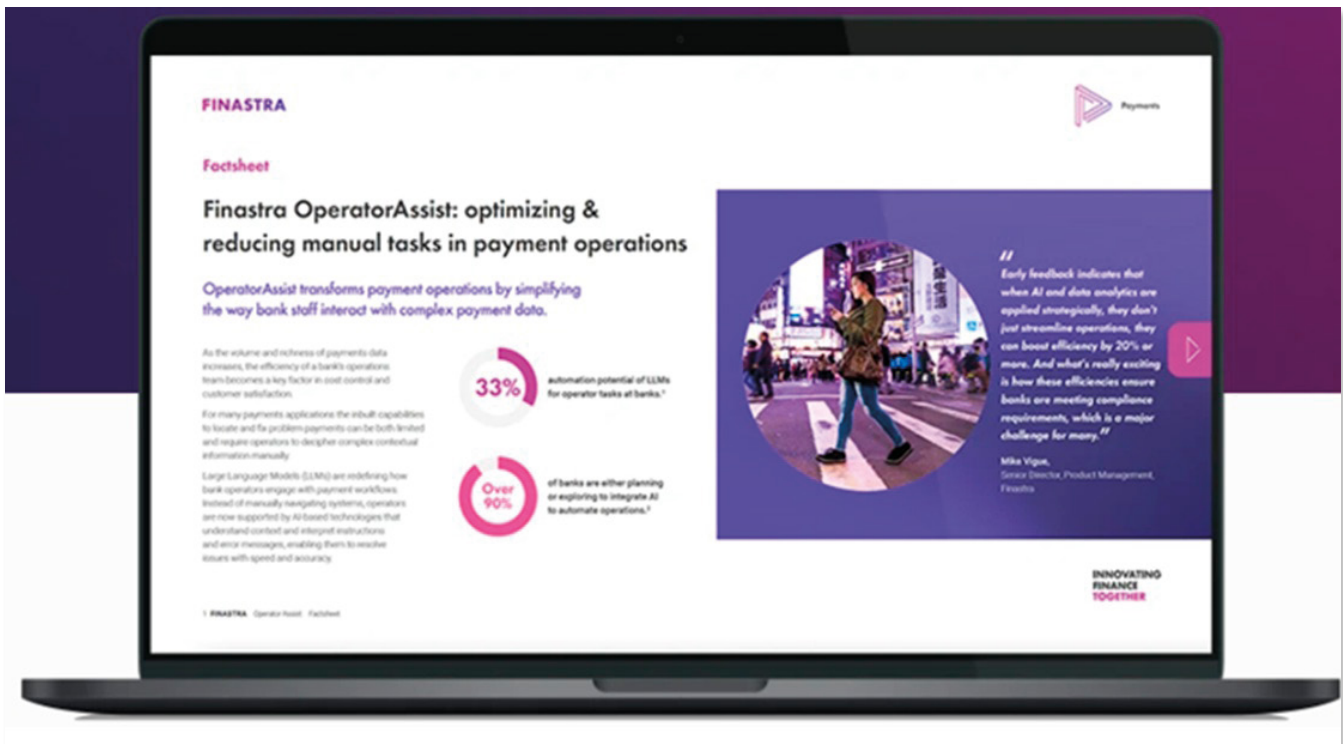 FINASTRA
Payments
Factsheet
Finastra OperatorAssist: optimizing &
reducing manual tasks in payment operations
OperatorAssist transforms payment operations by simplifying
the way bank staff interact with complex payment data.
As the volume and richness of payments data
increases, the efficiency of a bank's operations
team becomes a key factor in cost control and
customer satisfaction.
For many payments applications the inbuilt capabilities
to locate and fix problem payments can be both limited
and require operators to decipher complex contextual
information manually.
Large Language Models (LLMs) are redefining how
bank operators engage with payment workflows.
Instead of manually navigating systems, operators
are now supported by AI-based technologies that
understand context and interpret instructions
and error messages, enabling them to resolve
issues with speed and accuracy.
33%
automation potential of LLMs
for operator tasks at banks.¹
Over
90%
of banks are either planning
or exploring to integrate AI
to automate operations.²
"Early feedback indicates that
when AI and data analytics are
applied strategically, they don't
just streamline operations, they
can boost efficiency by 20% or
more. And what's really exciting
is how these efficiencies ensure
banks are meeting compliance
requirements, which is a major
challenge for many."
Mike Vigue,
Senior Director, Product Management,
Finastra
INNOVATING
FINANCE
TOGETHER
1 FINASTRA Operator Assist Factsheet